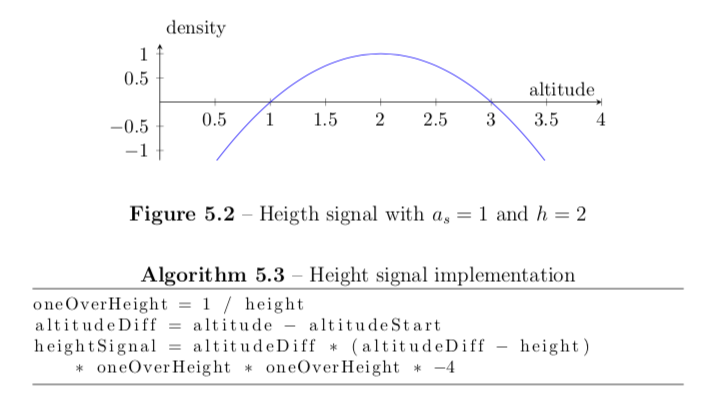 density
1
0.5
−0.5
−1
altitude
0.5 1 1.5 2 2.5 3 3.5 4
Figure 5.2 – Heigth signal with aₛ = 1 and h = 2
Algorithm 5.3 – Height signal implementation
oneOverHeight = 1 / height
altitudeDiff = altitude − altitudeStart
heightSignal = altitudeDiff * (altitudeDiff − height)
* oneOverHeight * oneOverHeight * −4